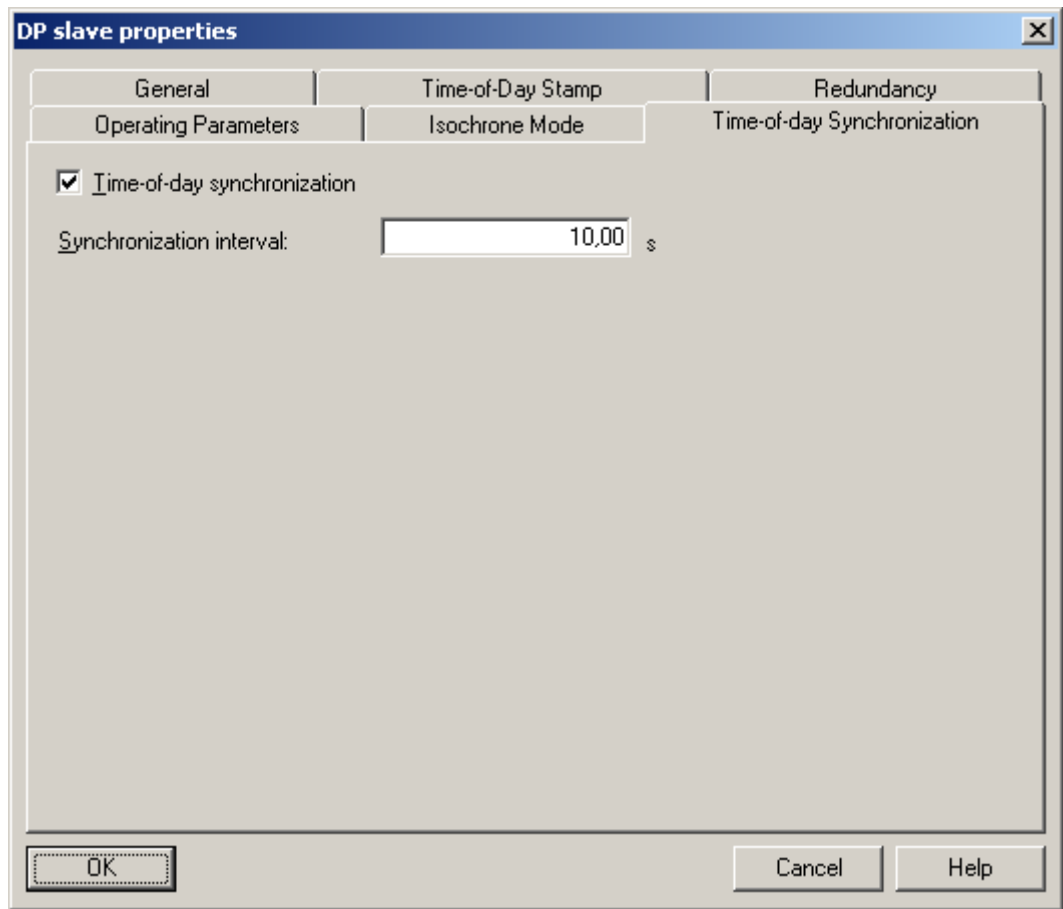 DP slave properties
General Time-of-Day Stamp Redundancy
Operating Parameters Isochrone Mode Time-of-day Synchronization
Time-of-day synchronization
Synchronization interval: 10,00 s
OK Cancel Help